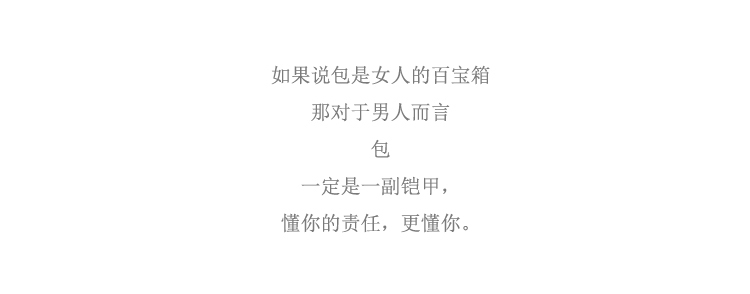 如果说包是女人的百宝箱
那对于男人而言
包
一定是一副铠甲，
懂你的责任，更懂你。